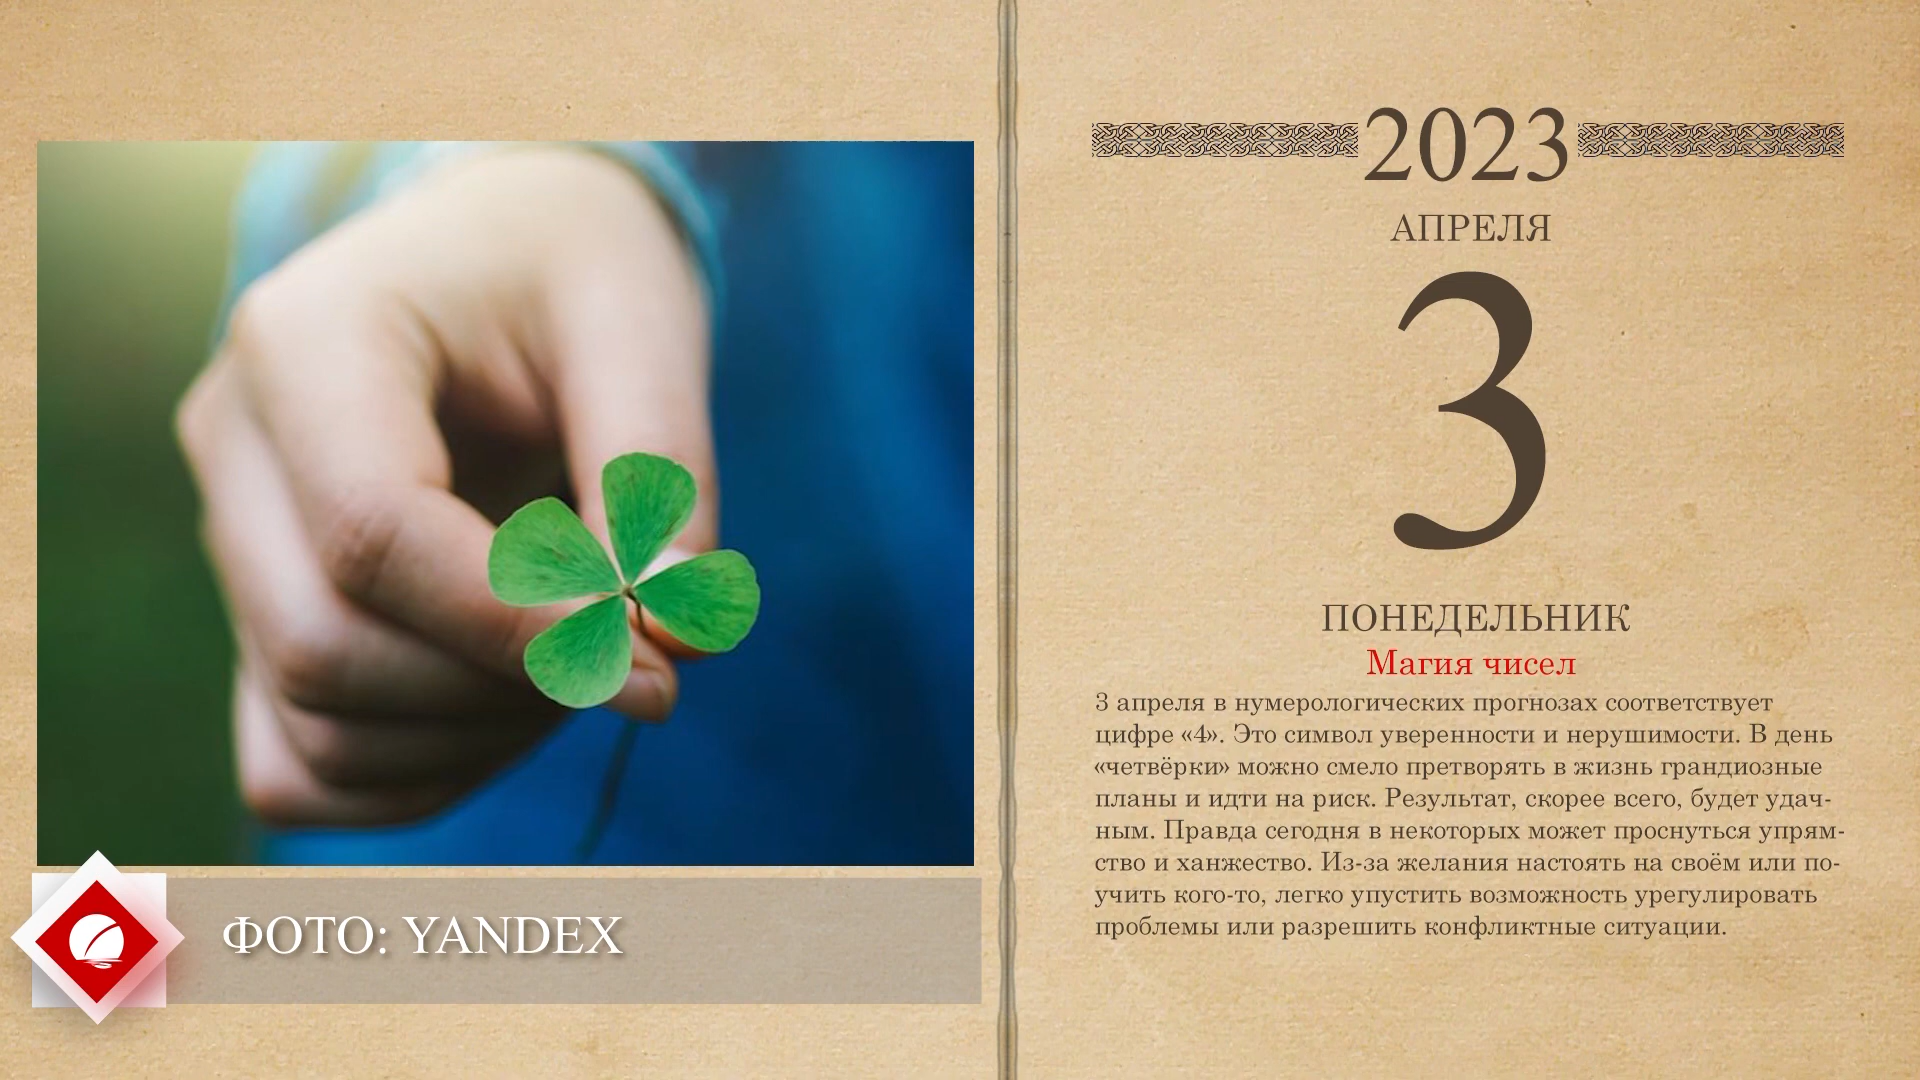 2023
АПРЕЛЯ
3
ПОНЕДЕЛЬНИК
Магия чисел
3 апреля в нумерологических прогнозах соответствует
цифре «4». Это символ уверенности и нерушимости. В день
«четвёрки» можно смело претворять в жизнь грандиозные
планы и идти на риск. Результат, скорее всего, будет удач-
ным. Правда сегодня в некоторых может проснуться упрям-
ство и ханжество. Из-за желания настоять на своём или по-
учить кого-то, легко упустить возможность урегулировать
проблемы или разрешить конфликтные ситуации.
ФОТО: YANDEX